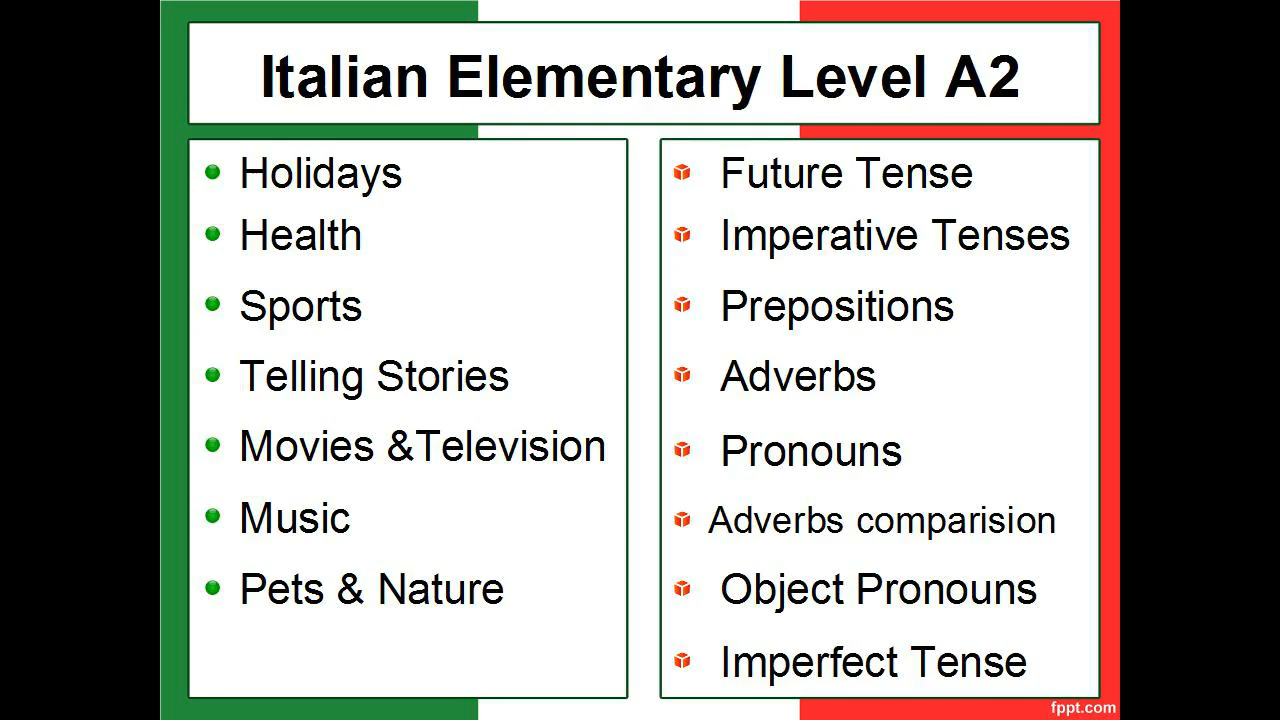 Italian Elementary Level A2
Holidays
Health
Sports
Telling Stories
Movies &Television
Music
Pets & Nature
Future Tense
Imperative Tenses
Prepositions
Adverbs
Pronouns
Adverbs comparision
Object Pronouns
Imperfect Tense
fppt.com